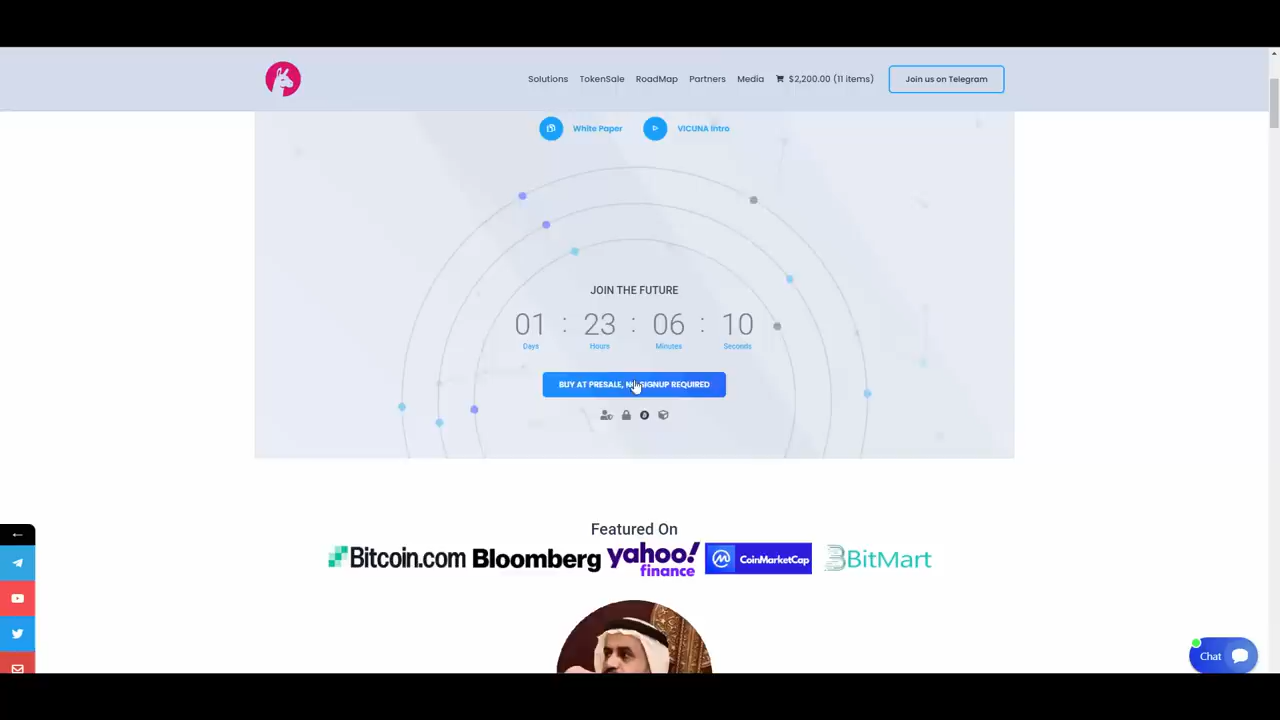 Solutions TokenSale RoadMap Partners Media $2,200.00 (11 items) Join us on Telegram
White Paper VICUNA Intro
JOIN THE FUTURE
01 : 23 : 06 : 10
Days Hours Minutes Seconds
BUY AT PRESALE, NO SIGNUP REQUIRED
Featured On
Bitcoin.com Bloomberg yahoo! finance CoinMarketCap BitMart
Chat